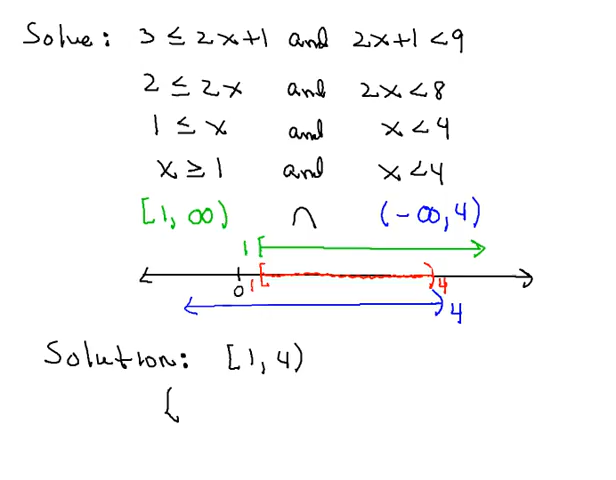 Solve: 3 ≤ 2x+1 and 2x+1 < 9
2 ≤ 2x and 2x < 8
1 ≤ x and x < 4
x ≥ 1 and x < 4
[1, ∞) ∩ (-∞, 4)
1 [
0 1 [ ) 4
) 4
Solution: [1, 4)
{